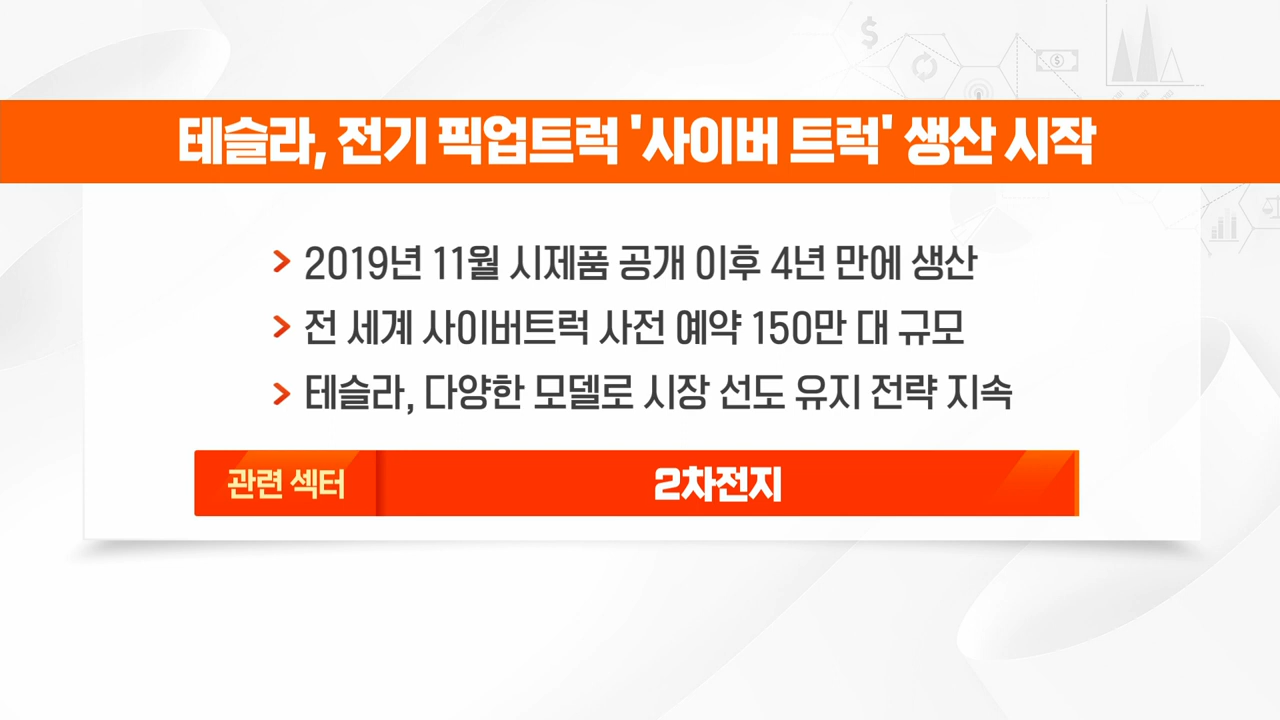 테슬라, 전기 픽업트럭 '사이버 트럭' 생산 시작
2019년 11월 시제품 공개 이후 4년 만에 생산
전 세계 사이버트럭 사전 예약 150만 대 규모
테슬라, 다양한 모델로 시장 선도 유지 전략 지속
관련 섹터
2차전지